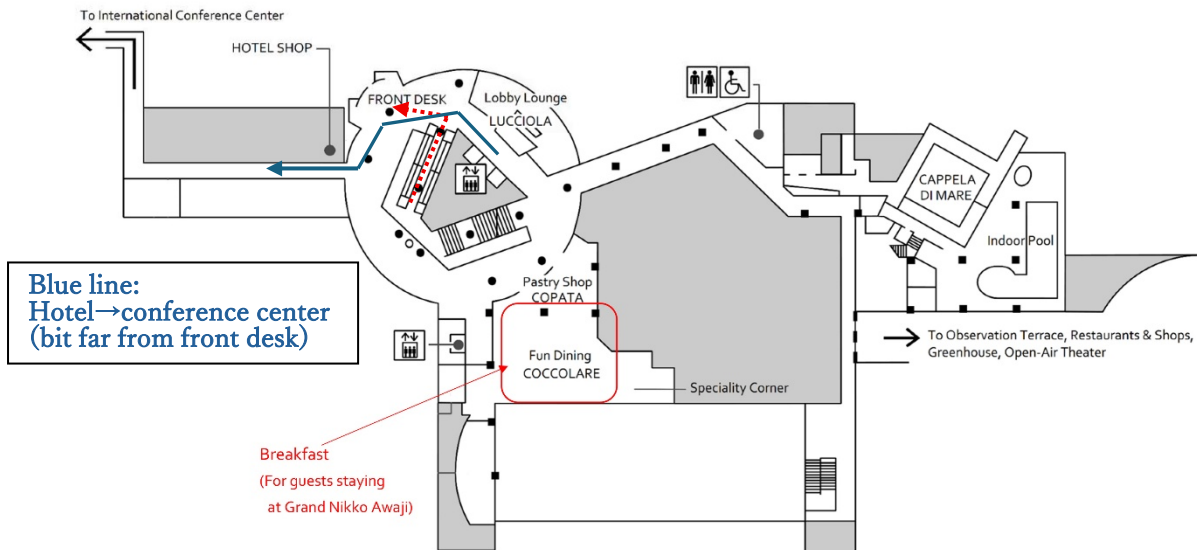 To International Conference Center
HOTEL SHOP
FRONT DESK
Lobby Lounge
LUCCIOLA
CAPPELA
DI MARE
Indoor Pool
Blue line:
Hotel→conference center
(bit far from front desk)
Pastry Shop
COPATA
Fun Dining
COCCOLARE
Speciality Corner
To Observation Terrace, Restaurants & Shops,
Greenhouse, Open-Air Theater
Breakfast
(For guests staying
at Grand Nikko Awaji)